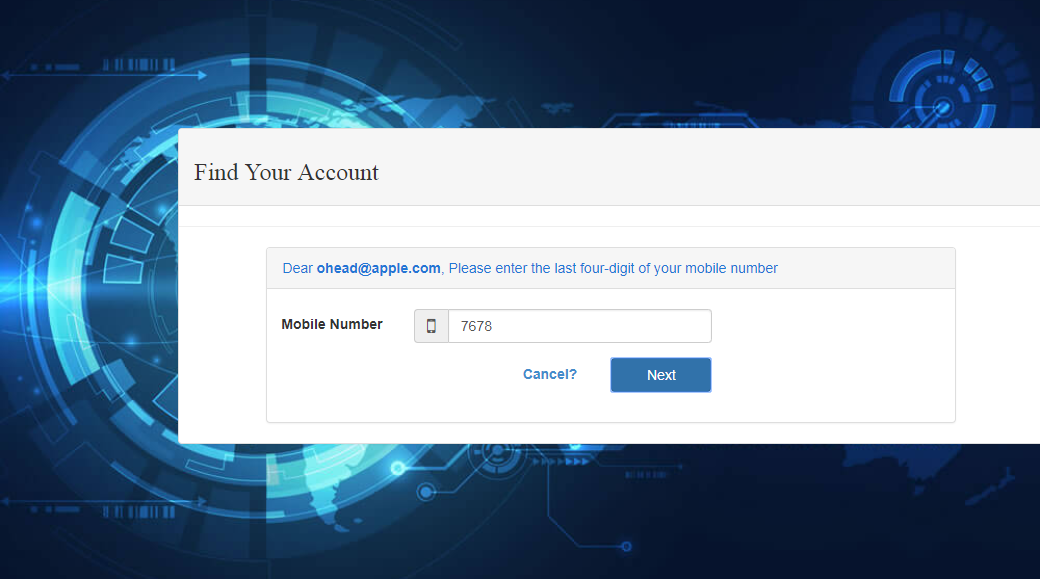 Find Your Account
Dear ohead@apple.com, Please enter the last four-digit of your mobile number
Mobile Number 7678
Cancel? Next